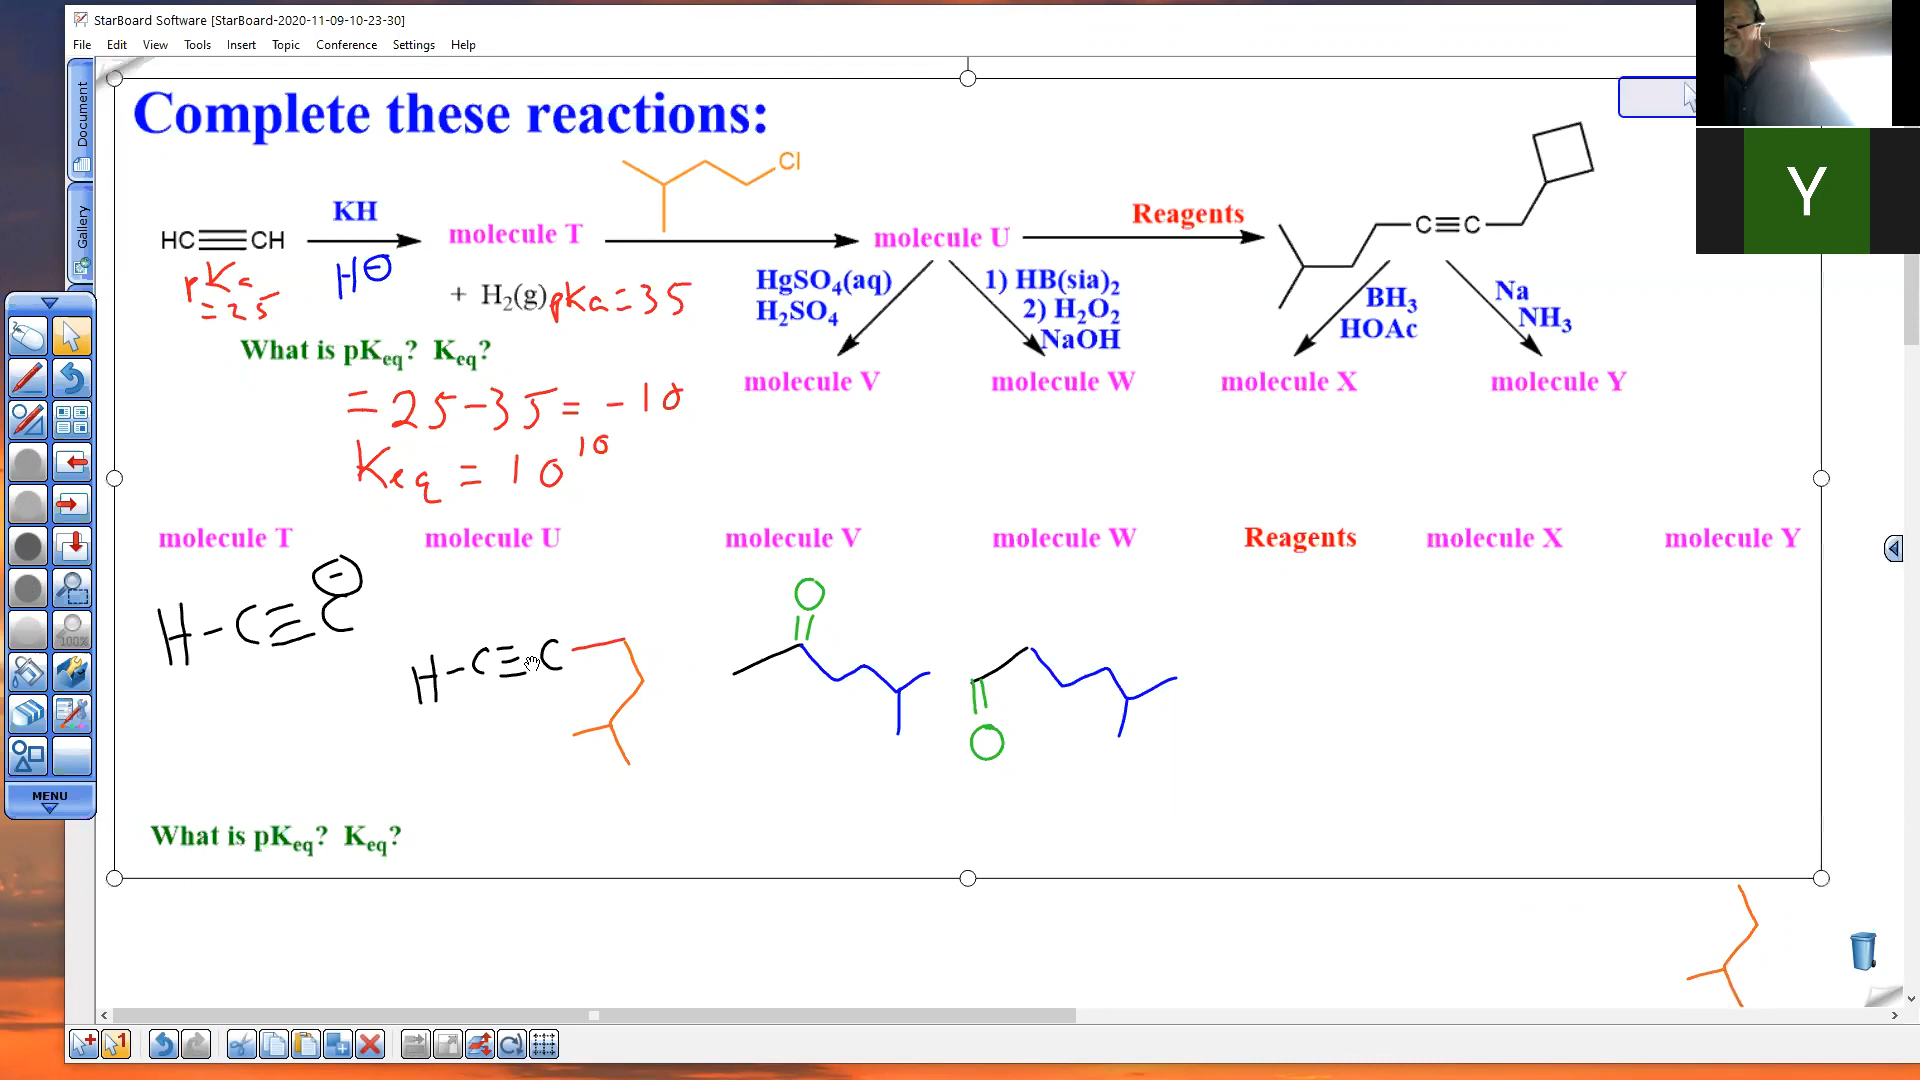 StarBoard Software [StarBoard-2020-11-09-10-23-30]
File Edit View Tools Insert Topic Conference Settings Help
Document
Gallery
MENU
100%
Complete these reactions:
Cl
HC≡CH
KH
H⊖
molecule T
molecule U
Reagents
C≡C
pKa
= 25
+ H₂(g)
pKa = 35
HgSO₄(aq)
H₂SO₄
1) HB(sia)₂
2) H₂O₂
NaOH
BH₃
HOAc
Na
NH₃
What is pKeq? Keq?
= 25 - 35 = - 10
Keq = 10¹⁰
molecule V
molecule W
molecule X
molecule Y
molecule T
molecule U
molecule V
molecule W
Reagents
molecule X
molecule Y
H - C ≡ C ⊖
H - C ≡ C
O
O
What is pKeq? Keq?
Y
1